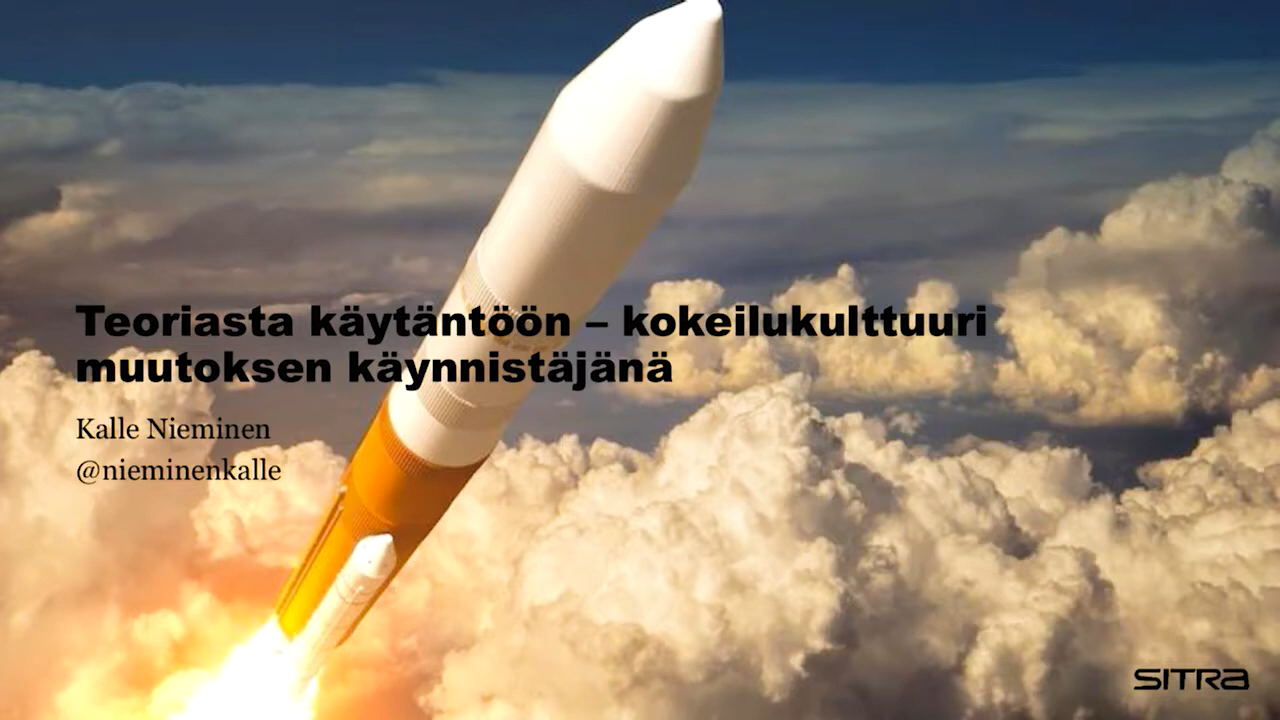 Teoriasta käytäntöön – kokeilukulttuuri
muutoksen käynnistäjänä
Kalle Nieminen
@nieminenkalle
SITRA